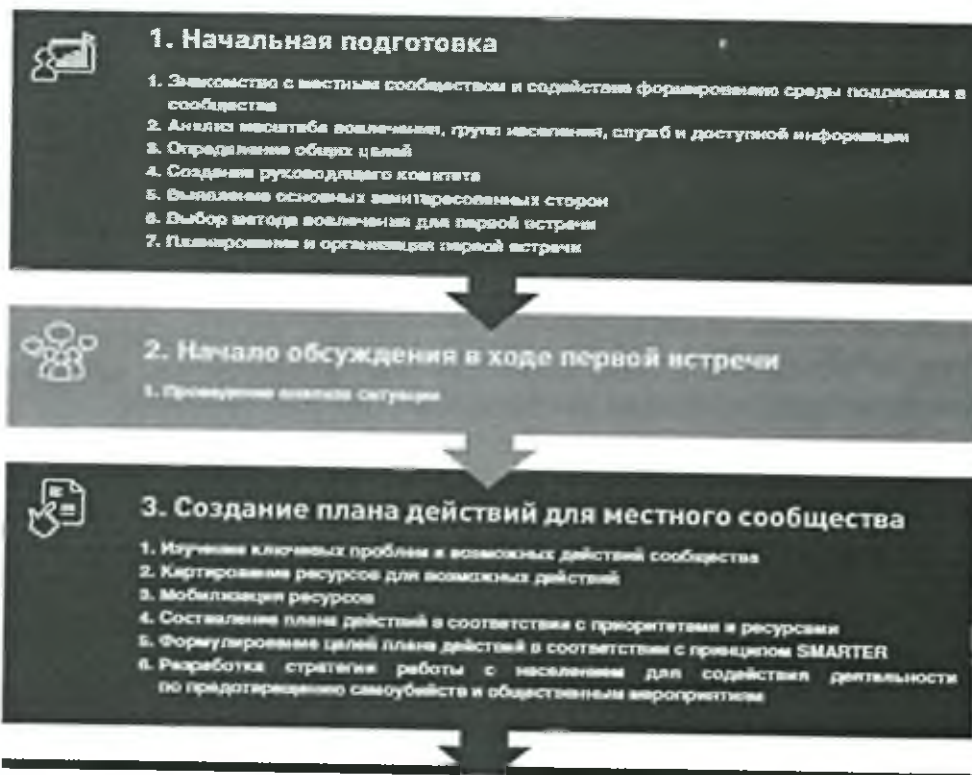 1. Начальная подготовка
1. Знакомство с местным сообществом и содействие формированию среды поддержки в
сообществе
2. Анализ масштаба вовлечения, групп населения, служб и доступной информации
3. Определение общих целей
4. Создание руководящего комитета
5. Выявление основных заинтересованных сторон
6. Выбор метода вовлечения для первой встречи
7. Планирование и организация первой встречи
2. Начало обсуждения в ходе первой встречи
1. Проведение анализа ситуации
3. Создание плана действий для местного сообщества
1. Изучение ключевых проблем и возможных действий сообщества
2. Картирование ресурсов для возможных действий
3. Мобилизация ресурсов
4. Составление плана действий в соответствии с приоритетами и ресурсами
5. Формулирование целей плана действий в соответствии с принципом SMARTER
6. Разработка стратегии работы с населением для содействия деятельности
по предотвращению самоубийств и общественным мероприятиям